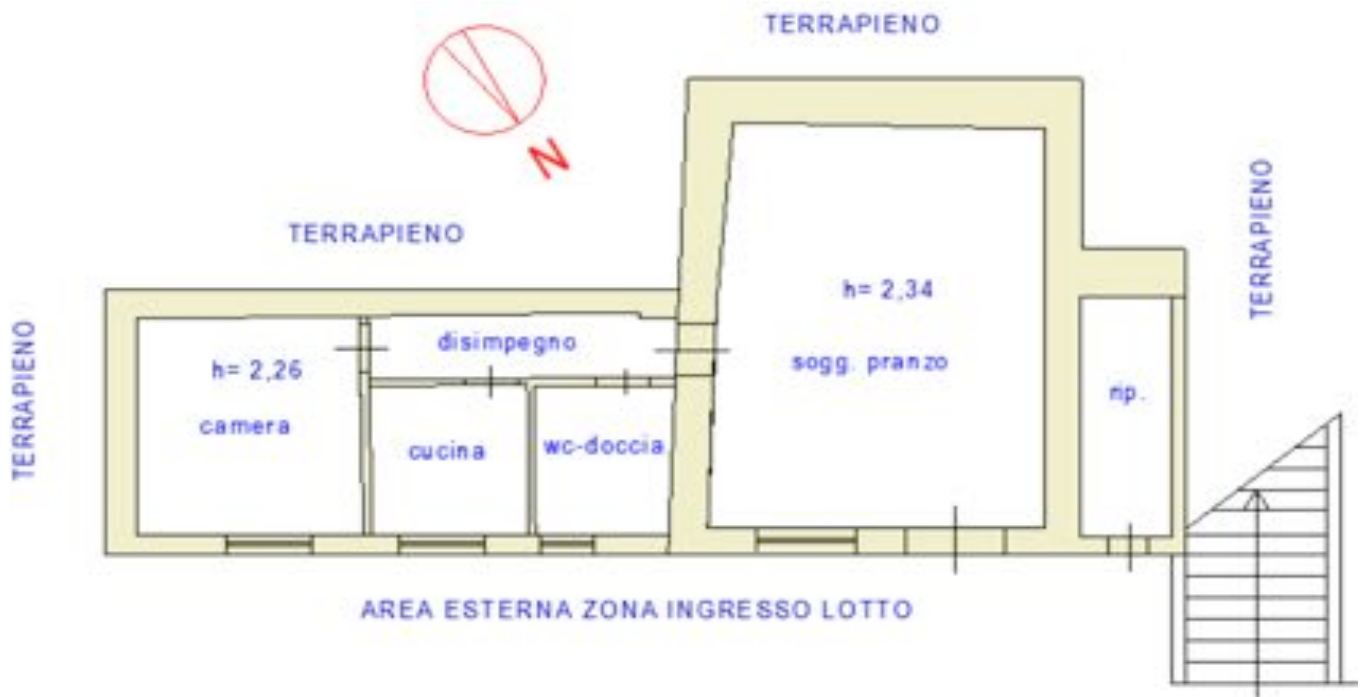 TERRAPIENO
N
TERRAPIENO
TERRAPIENO
TERRAPIENO
h= 2,34
sogg. pranzo
disimpegno
h= 2,26
camera
cucina
wc-doccia
rip.
AREA ESTERNA ZONA INGRESSO LOTTO